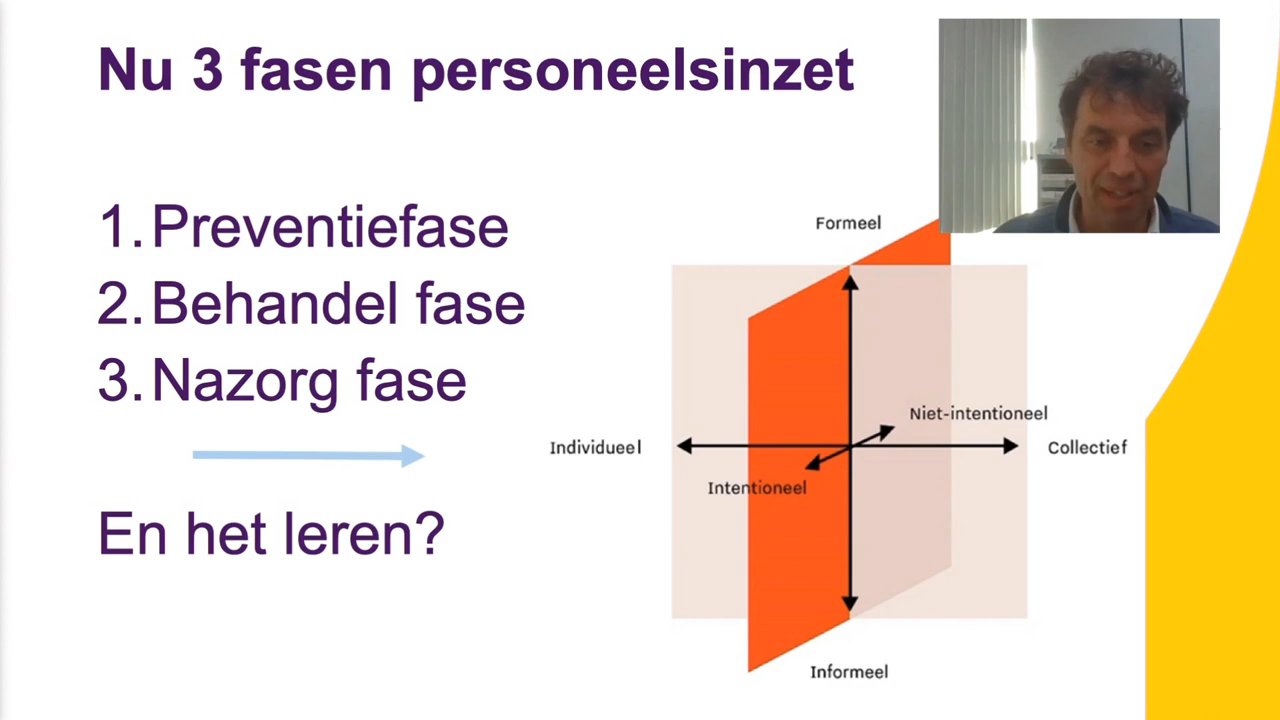 Nu 3 fasen personeelsinzet
1. Preventiefase
2. Behandel fase
3. Nazorg fase
En het leren?
Formeel
Niet-intentioneel
Individueel
Collectief
Intentioneel
Informeel